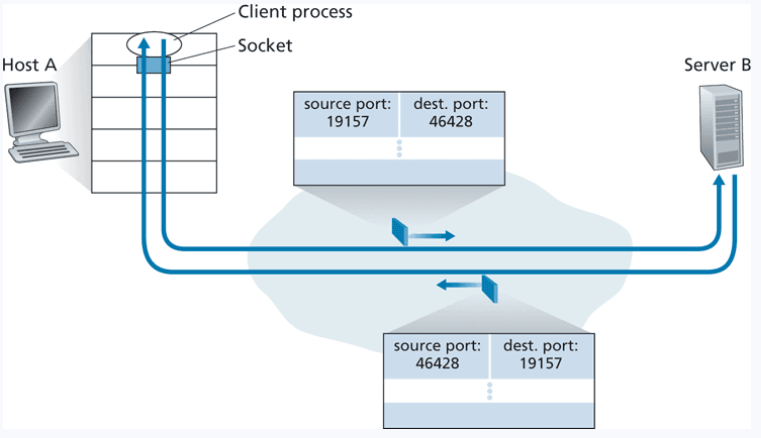 Client process
Socket
Host A
Server B
source port:
19157
dest. port:
46428
source port:
46428
dest. port:
19157